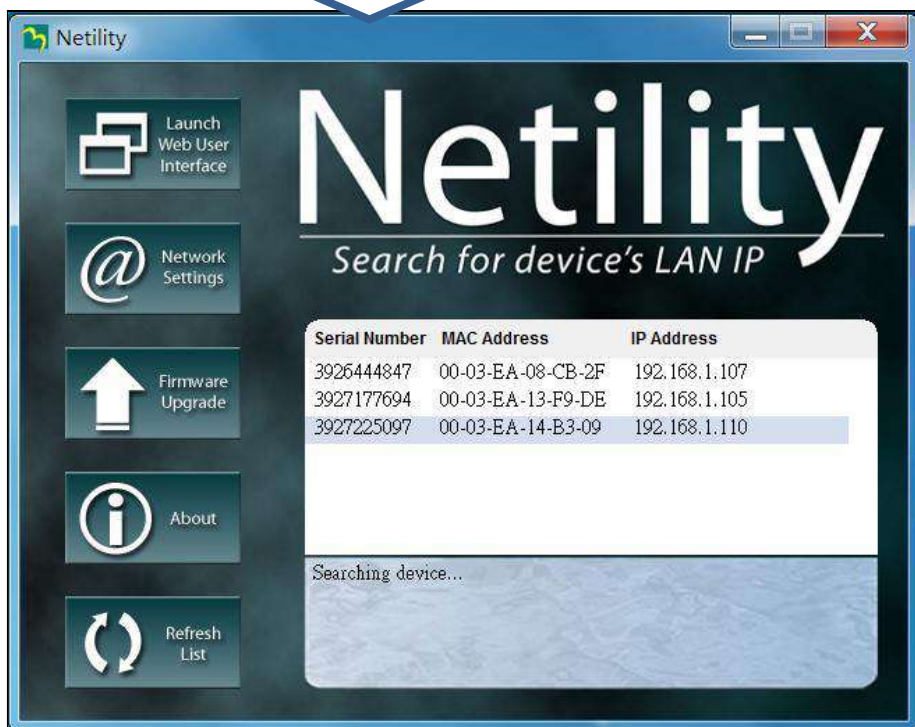 Netility
Launch
Web User
Interface
Network
Settings
Firmware
Upgrade
About
Refresh
List
Netility
Search for device's LAN IP
Serial Number MAC Address IP Address
3926444847 00-03-EA-08-CB-2F 192.168.1.107
3927177694 00-03-EA-13-F9-DE 192.168.1.105
3927225097 00-03-EA-14-B3-09 192.168.1.110
Searching device...